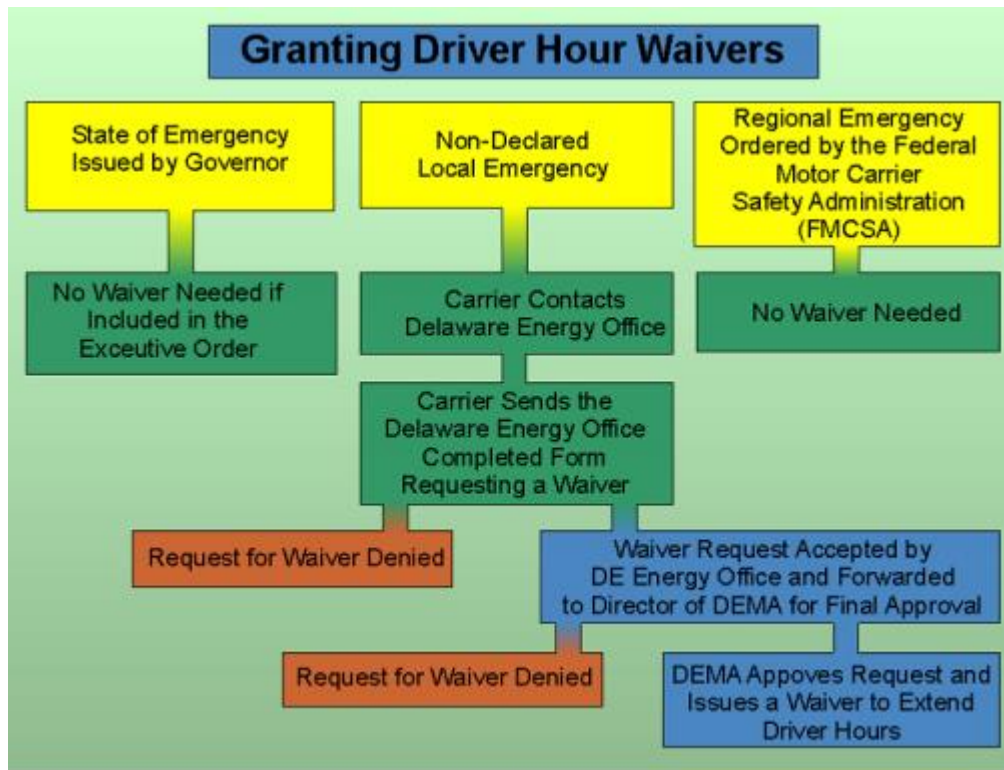 Granting Driver Hour Waivers
State of Emergency
Issued by Governor
Non-Declared
Local Emergency
Regional Emergency
Ordered by the Federal
Motor Carrier
Safety Administration
(FMCSA)
No Waiver Needed if
Included in the
Exceutive Order
Carrier Contacts
Delaware Energy Office
No Waiver Needed
Carrier Sends the
Delaware Energy Office
Completed Form
Requesting a Waiver
Request for Waiver Denied
Waiver Request Accepted by
DE Energy Office and Forwarded
to Director of DEMA for Final Approval
Request for Waiver Denied
DEMA Appoves Request and
Issues a Waiver to Extend
Driver Hours